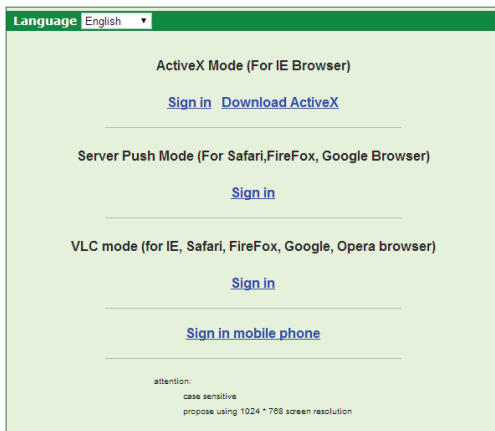 Language English
ActiveX Mode (For IE Browser)
Sign in Download ActiveX
Server Push Mode (For Safari,FireFox, Google Browser)
Sign in
VLC mode (for IE, Safari, FireFox, Google, Opera browser)
Sign in
Sign in mobile phone
attention:
case sensitive
propose using 1024 * 768 screen resolution